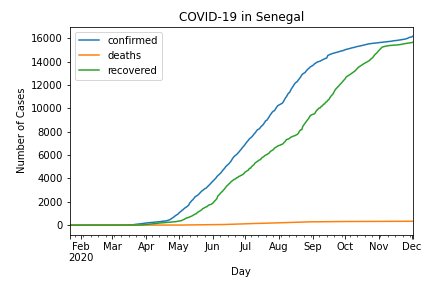 COVID-19 in Senegal
confirmed
deaths
recovered
Number of Cases
16000
14000
12000
10000
8000
6000
4000
2000
0
Feb Mar Apr May Jun Jul Aug Sep Oct Nov Dec
2020
Day